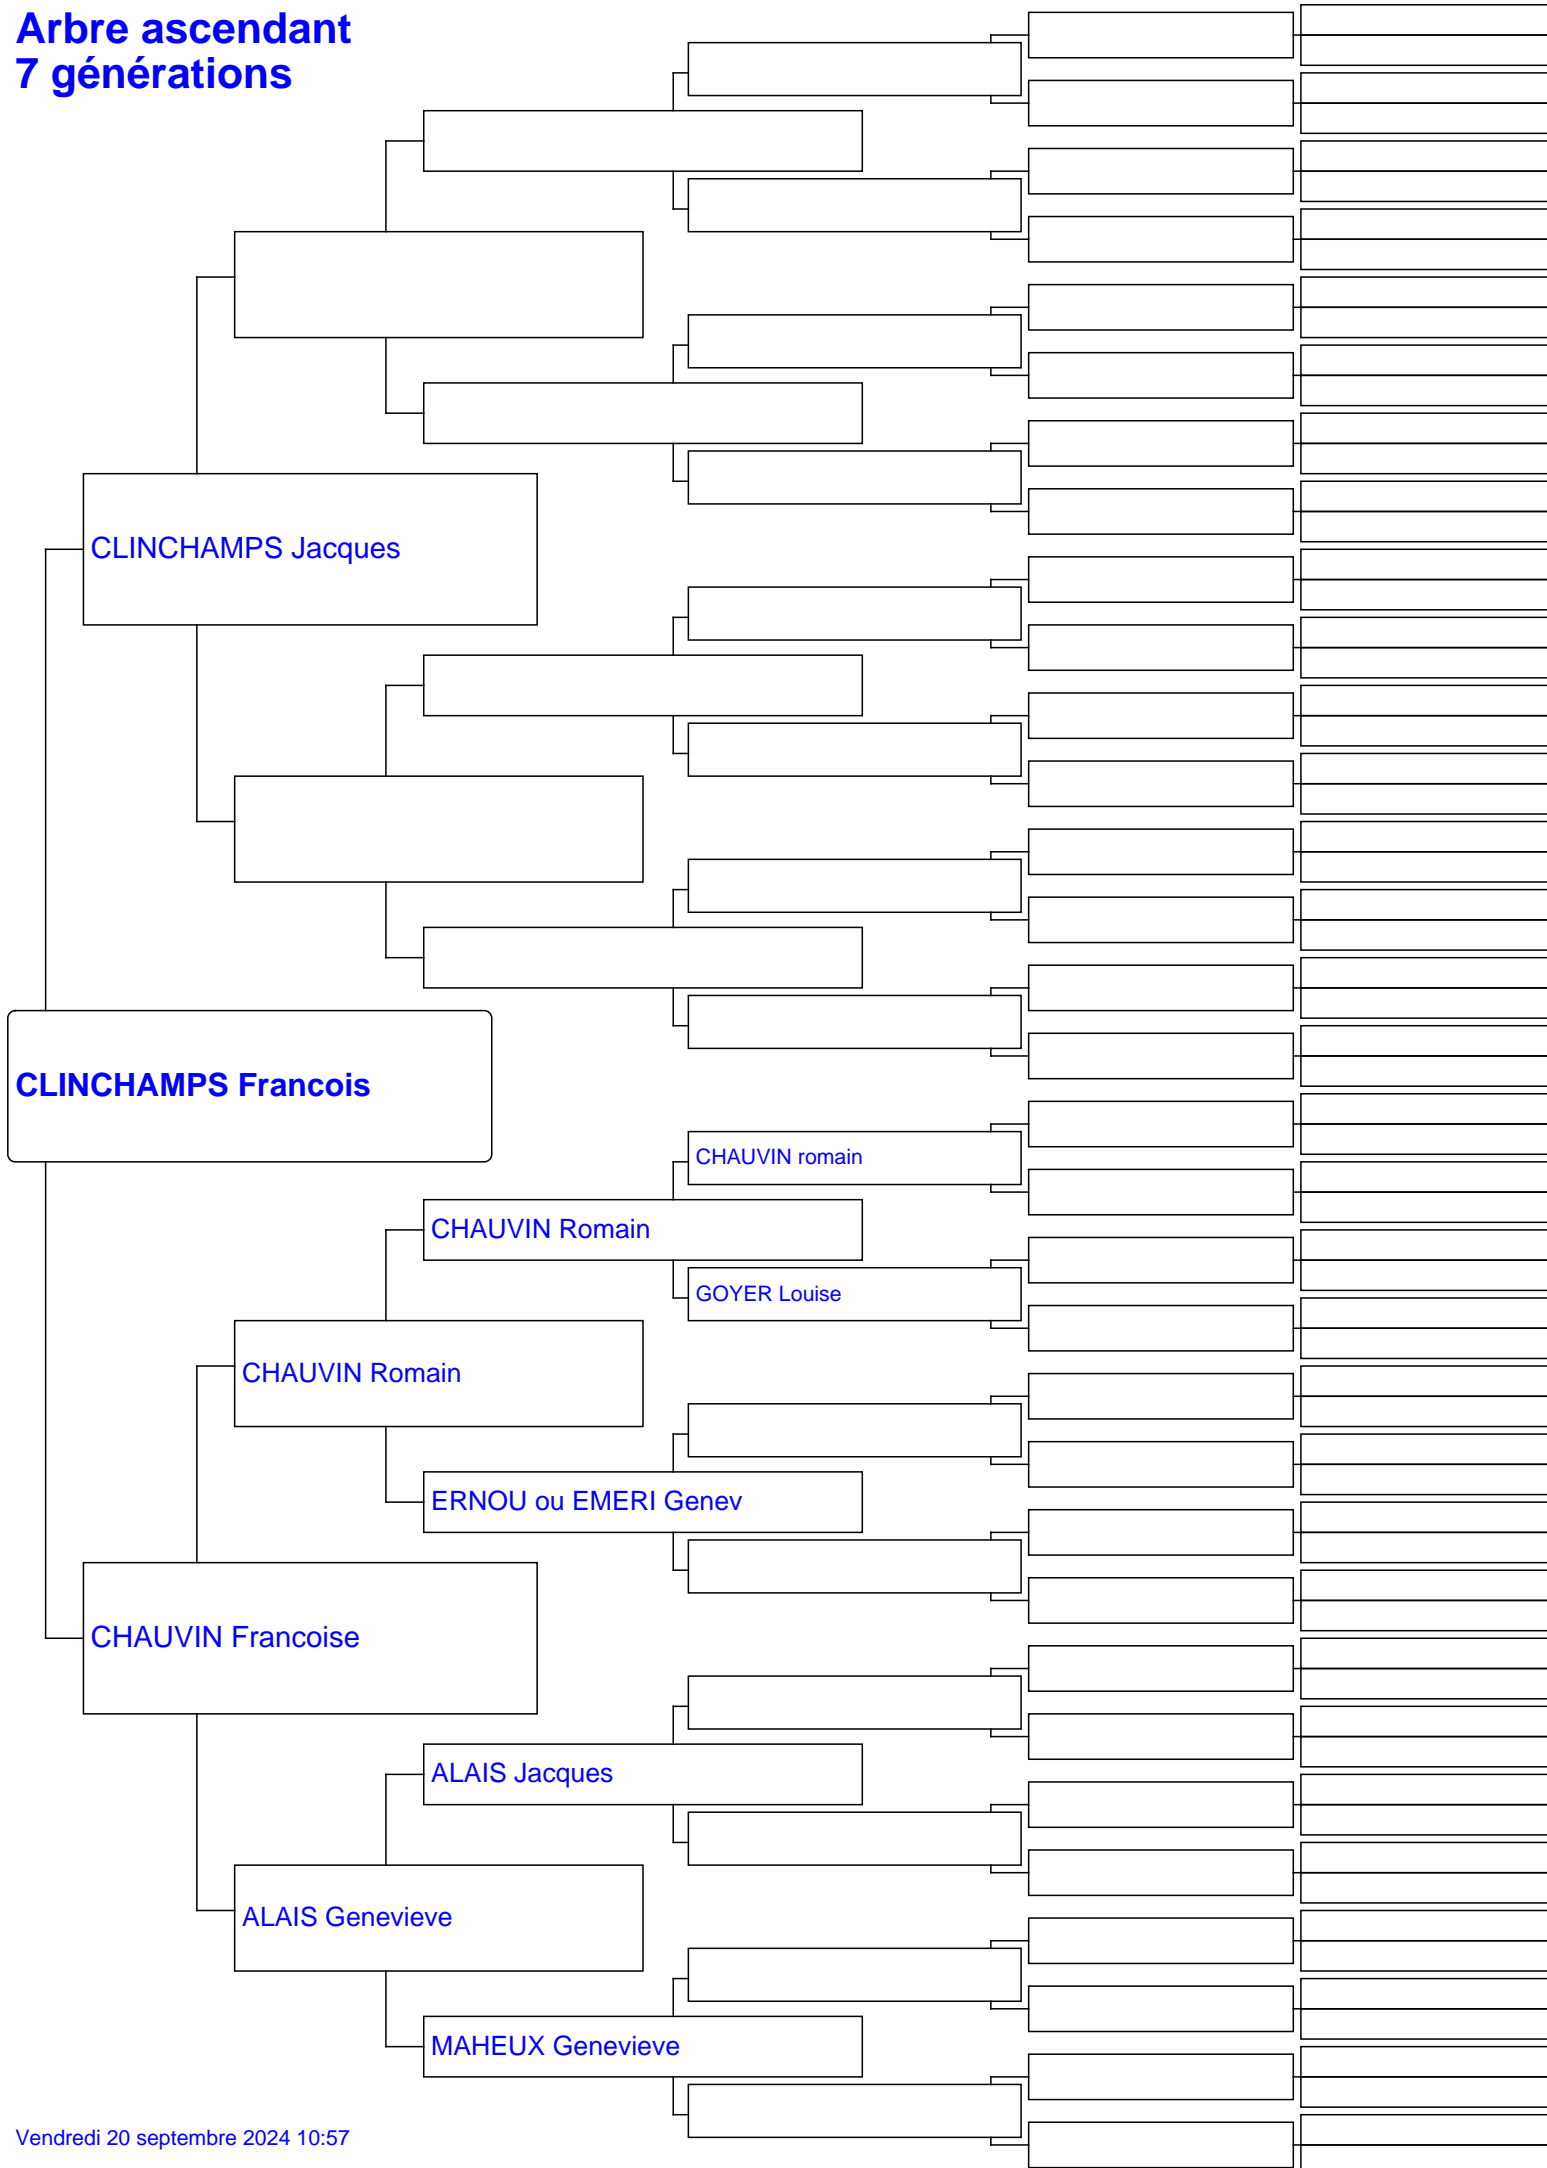 Arbre ascendant
7 générations
CLINCHAMPS Jacques
CLINCHAMPS Francois
CHAUVIN romain
CHAUVIN Romain
GOYER Louise
CHAUVIN Romain
ERNOU ou EMERI Genev
CHAUVIN Francoise
ALAIS Jacques
ALAIS Genevieve
MAHEUX Genevieve
Vendredi 20 septembre 2024 10:57